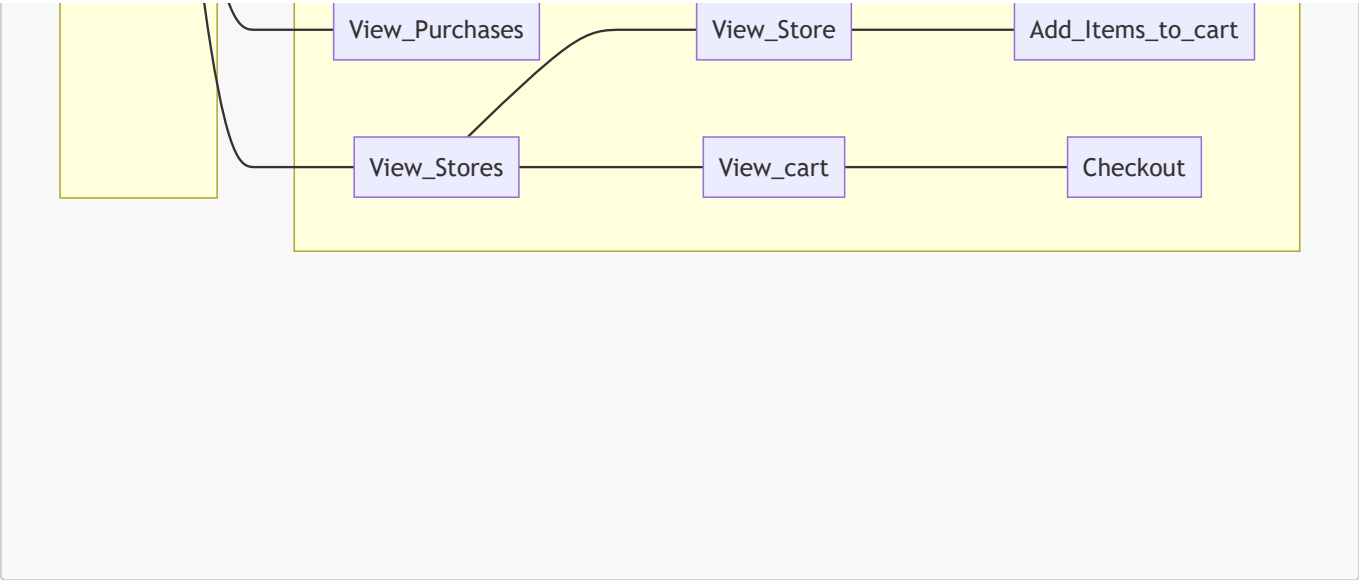 View_Purchases
View_Store
Add_Items_to_cart
View_Stores
View_cart
Checkout